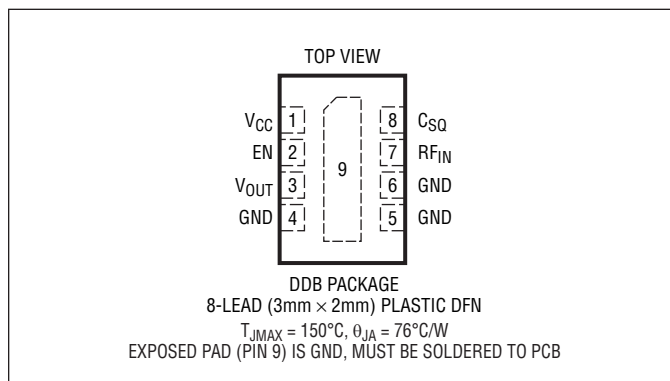 TOP VIEW
VCC 1 8 CSQ
EN 2 7 RFIN
9
VOUT 3 6 GND
GND 4 5 GND
DDB PACKAGE
8-LEAD (3mm × 2mm) PLASTIC DFN
TJMAX = 150°C, θJA = 76°C/W
EXPOSED PAD (PIN 9) IS GND, MUST BE SOLDERED TO PCB